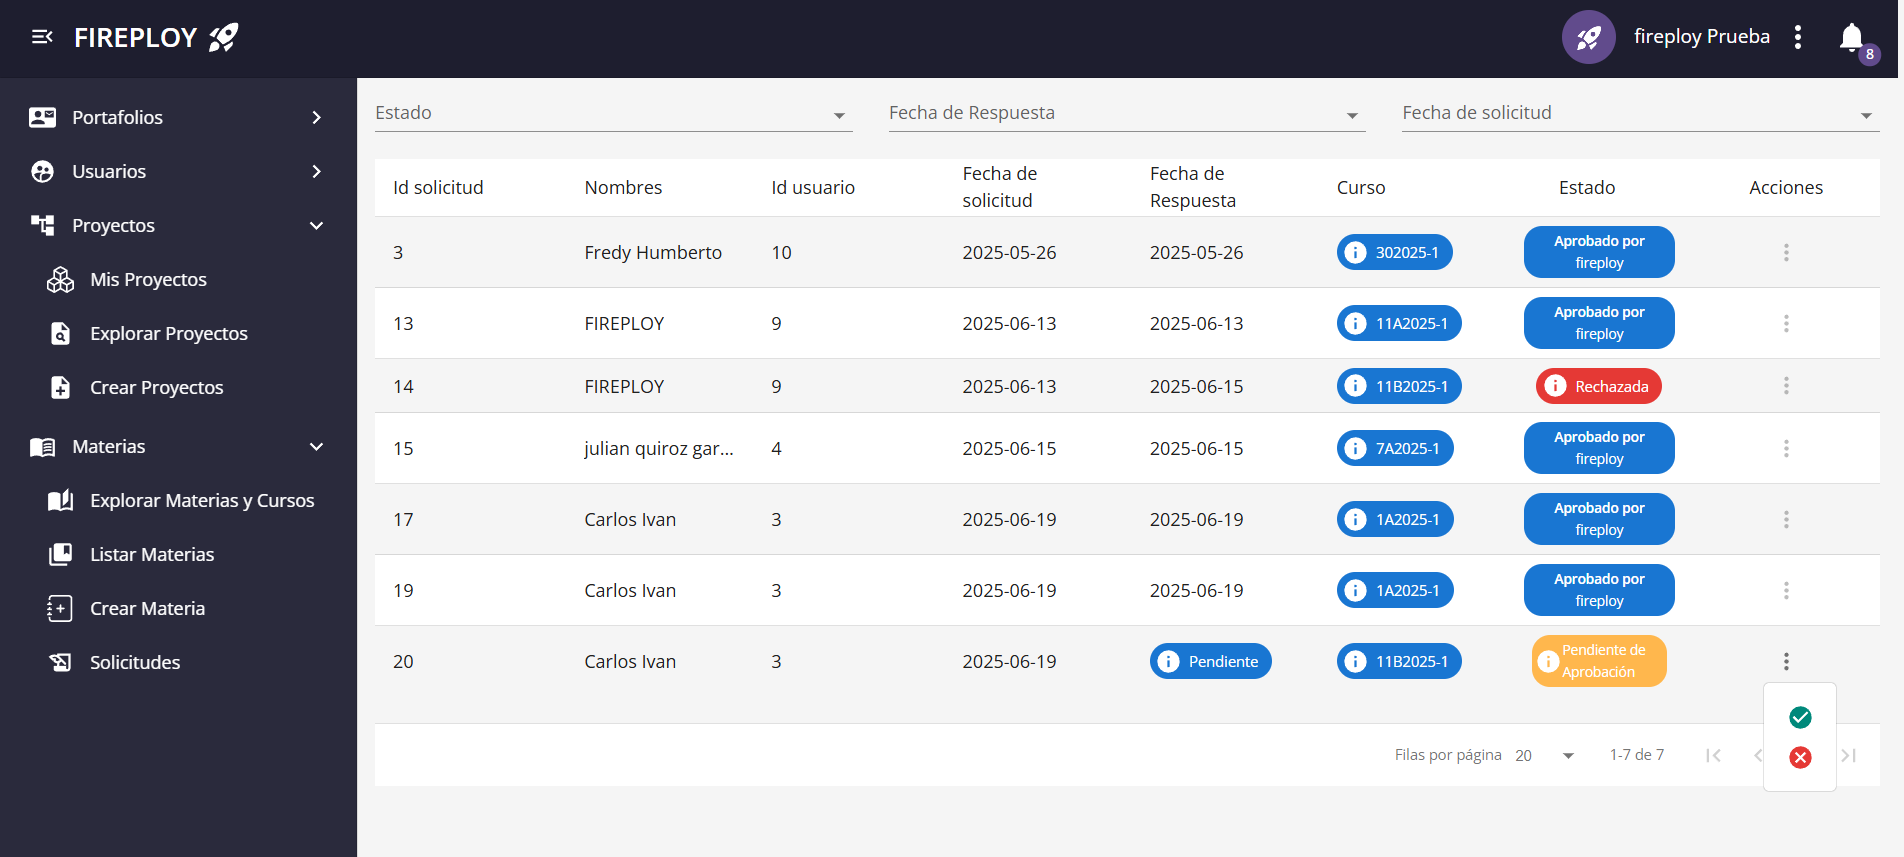 FIREPLOY
fireploy Prueba
8
Portafolios
Usuarios
Proyectos
Mis Proyectos
Explorar Proyectos
Crear Proyectos
Materias
Explorar Materias y Cursos
Listar Materias
Crear Materia
Solicitudes
Estado
Fecha de Respuesta
Fecha de solicitud
Id solicitud
Nombres
Id usuario
Fecha de
solicitud
Fecha de
Respuesta
Curso
Estado
Acciones
3
Fredy Humberto
10
2025-05-26
2025-05-26
302025-1
Aprobado por
fireploy
13
FIREPLOY
9
2025-06-13
2025-06-13
11A2025-1
Aprobado por
fireploy
14
FIREPLOY
9
2025-06-13
2025-06-15
11B2025-1
Rechazada
15
julian quiroz gar...
4
2025-06-15
2025-06-15
7A2025-1
Aprobado por
fireploy
17
Carlos Ivan
3
2025-06-19
2025-06-19
1A2025-1
Aprobado por
fireploy
19
Carlos Ivan
3
2025-06-19
2025-06-19
1A2025-1
Aprobado por
fireploy
20
Carlos Ivan
3
2025-06-19
Pendiente
11B2025-1
Pendiente de
Aprobación
Filas por página
20
1-7 de 7